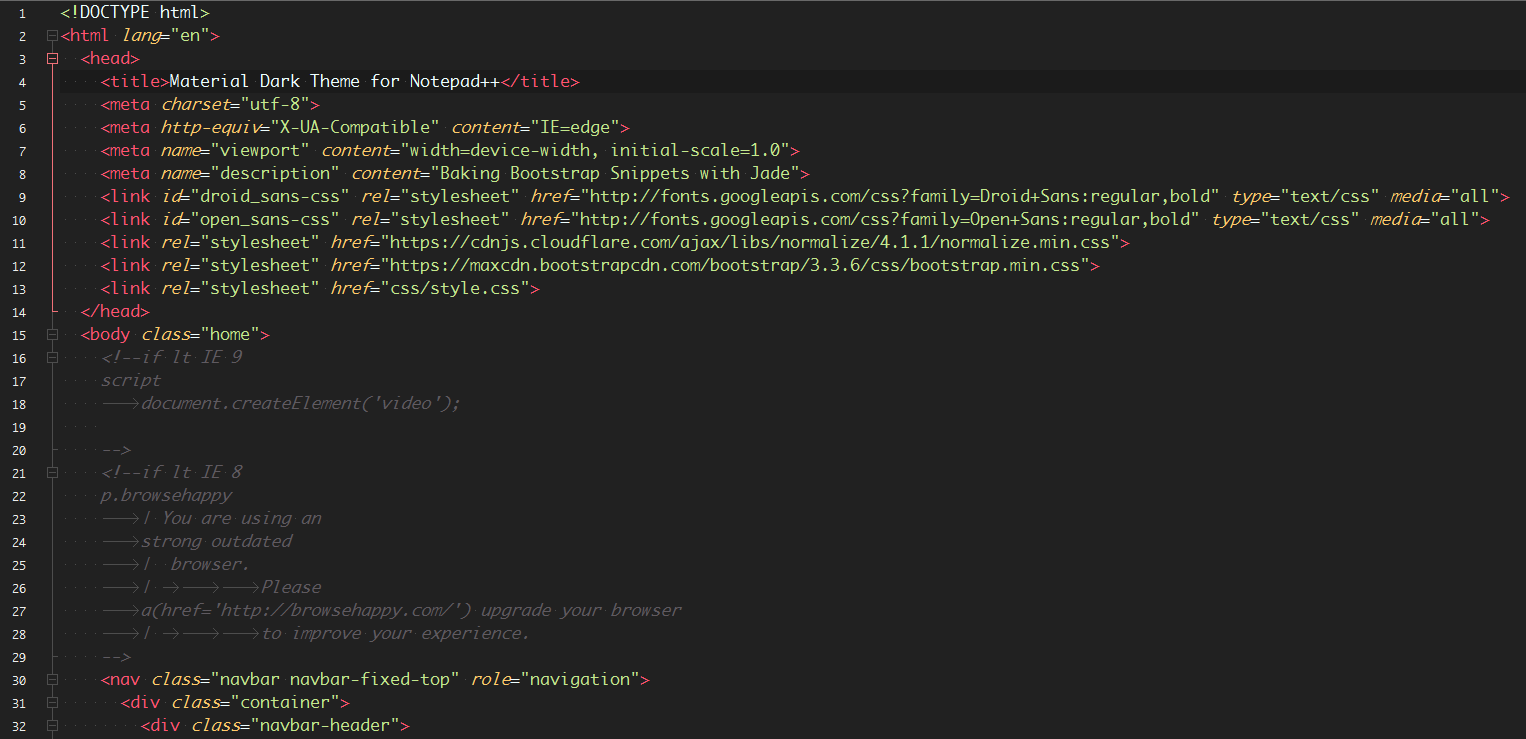 1 <!DOCTYPE html>
2 <html lang="en">
3 <head>
4 <title>Material Dark Theme for Notepad++</title>
5 <meta charset="utf-8">
6 <meta http-equiv="X-UA-Compatible" content="IE=edge">
7 <meta name="viewport" content="width=device-width, initial-scale=1.0">
8 <meta name="description" content="Baking Bootstrap Snippets with Jade">
9 <link id="droid_sans-css" rel="stylesheet" href="http://fonts.googleapis.com/css?family=Droid+Sans:regular,bold" type="text/css" media="all">
10 <link id="open_sans-css" rel="stylesheet" href="http://fonts.googleapis.com/css?family=Open+Sans:regular,bold" type="text/css" media="all">
11 <link rel="stylesheet" href="https://cdnjs.cloudflare.com/ajax/libs/normalize/4.1.1/normalize.min.css">
12 <link rel="stylesheet" href="https://maxcdn.bootstrapcdn.com/bootstrap/3.3.6/css/bootstrap.min.css">
13 <link rel="stylesheet" href="css/style.css">
14 </head>
15 <body class="home">
16 <!--if lt IE 9
17 script
18 document.createElement('video');
19
20 -->
21 <!--if lt IE 8
22 p.browsehappy
23 | You are using an
24 strong outdated
25 | browser.
26 | Please
27 a(href='http://browsehappy.com/') upgrade your browser
28 | to improve your experience.
29 -->
30 <nav class="navbar navbar-fixed-top" role="navigation">
31 <div class="container">
32 <div class="navbar-header">